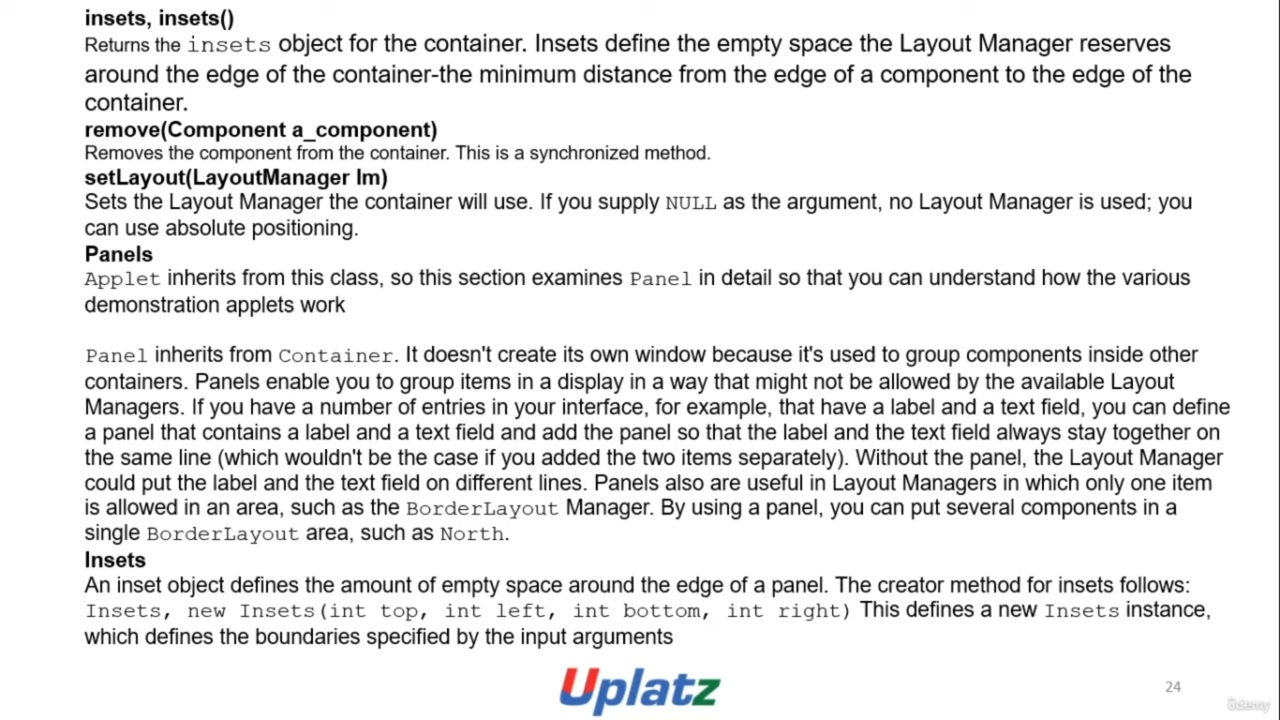 insets, insets()
Returns the insets object for the container. Insets define the empty space the Layout Manager reserves
around the edge of the container-the minimum distance from the edge of a component to the edge of the
container.
remove(Component a_component)
Removes the component from the container. This is a synchronized method.
setLayout(LayoutManager lm)
Sets the Layout Manager the container will use. If you supply NULL as the argument, no Layout Manager is used; you
can use absolute positioning.
Panels
Applet inherits from this class, so this section examines Panel in detail so that you can understand how the various
demonstration applets work
Panel inherits from Container. It doesn't create its own window because it's used to group components inside other
containers. Panels enable you to group items in a display in a way that might not be allowed by the available Layout
Managers. If you have a number of entries in your interface, for example, that have a label and a text field, you can define
a panel that contains a label and a text field and add the panel so that the label and the text field always stay together on
the same line (which wouldn't be the case if you added the two items separately). Without the panel, the Layout Manager
could put the label and the text field on different lines. Panels also are useful in Layout Managers in which only one item
is allowed in an area, such as the BorderLayout Manager. By using a panel, you can put several components in a
single BorderLayout area, such as North.
Insets
An inset object defines the amount of empty space around the edge of a panel. The creator method for insets follows:
Insets, new Insets(int top, int left, int bottom, int right) This defines a new Insets instance,
which defines the boundaries specified by the input arguments
Uplatz
24
ûdemy